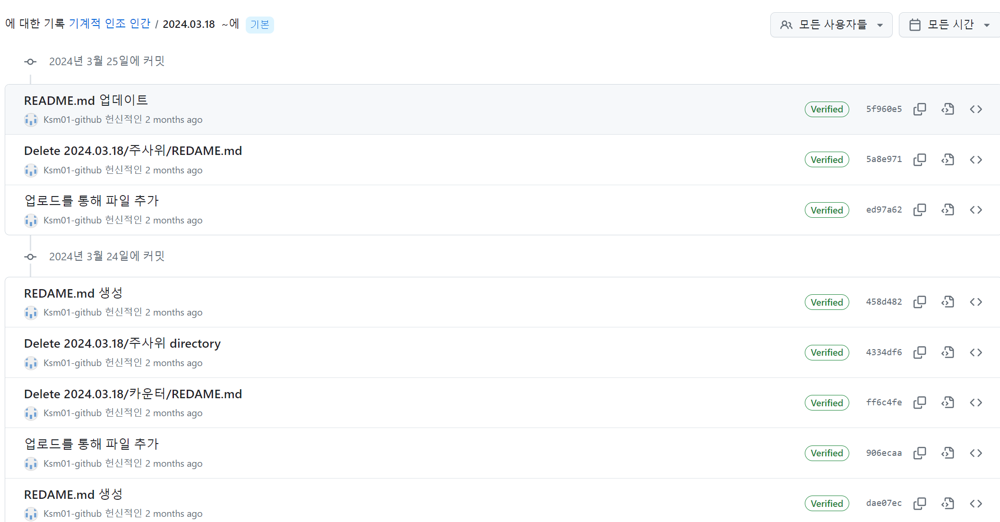 에 대한 기록 기계적 인조 인간 / 2024.03.18 ~에 기본
모든 사용자들
모든 시간
2024년 3월 25일에 커밋
README.md 업데이트
Ksm01-github 헌신적인 2 months ago
Verified 5f960e5
Delete 2024.03.18/주사위/REDAME.md
Ksm01-github 헌신적인 2 months ago
Verified 5a8e971
업로드를 통해 파일 추가
Ksm01-github 헌신적인 2 months ago
Verified ed97a62
2024년 3월 24일에 커밋
REDAME.md 생성
Ksm01-github 헌신적인 2 months ago
Verified 458d482
Delete 2024.03.18/주사위 directory
Ksm01-github 헌신적인 2 months ago
Verified 4334df6
Delete 2024.03.18/카운터/REDAME.md
Ksm01-github 헌신적인 2 months ago
Verified ff6c4fe
업로드를 통해 파일 추가
Ksm01-github 헌신적인 2 months ago
Verified 906ecaa
REDAME.md 생성
Ksm01-github 헌신적인 2 months ago
Verified dae07ec